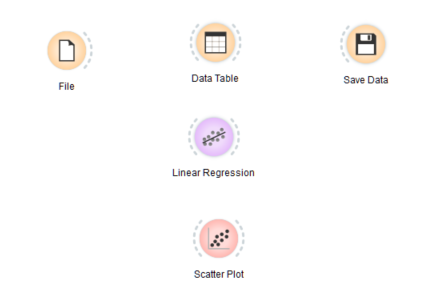 File
Data Table
Save Data
Linear Regression
Scatter Plot